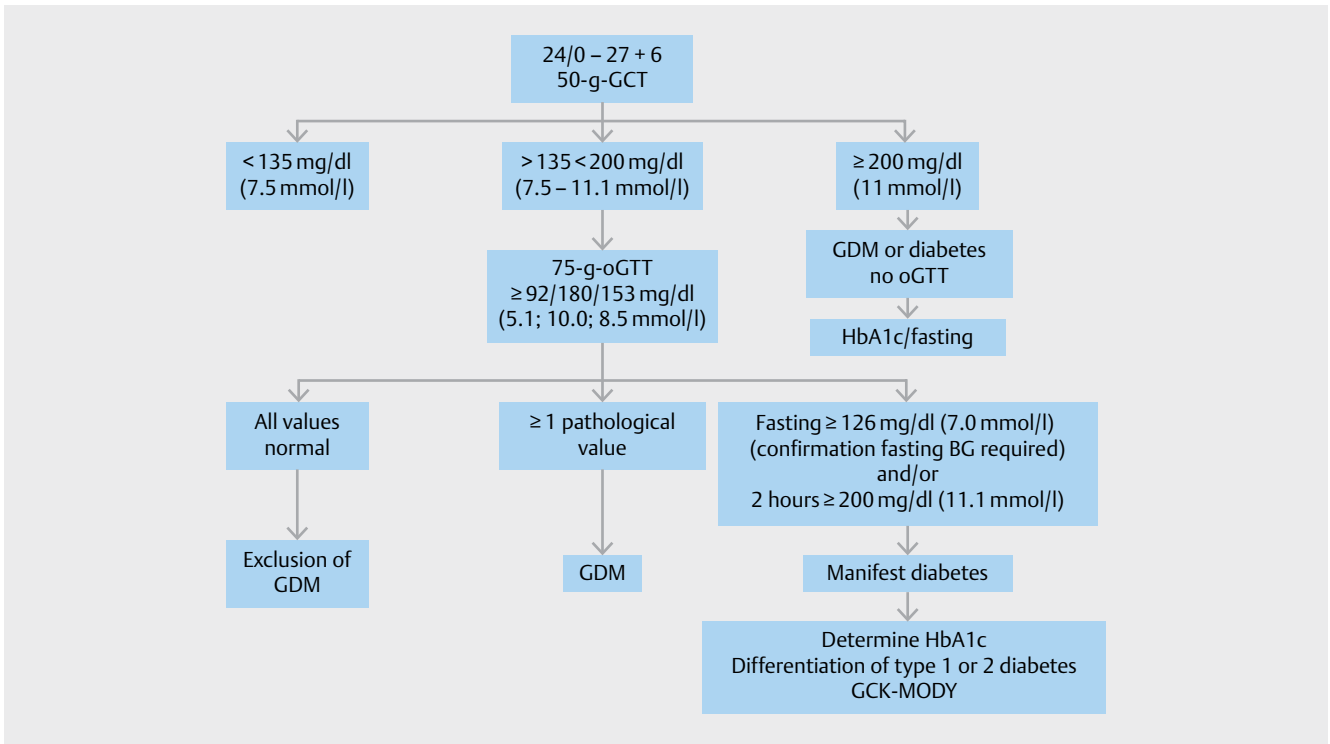 24/0 – 27 + 6
50-g-GCT
< 135 mg/dl
(7.5 mmol/l)
> 135 < 200 mg/dl
(7.5 – 11.1 mmol/l)
≥ 200 mg/dl
(11 mmol/l)
GDM or diabetes
no oGTT
HbA1c/fasting
75-g-oGTT
≥ 92/180/153 mg/dl
(5.1; 10.0; 8.5 mmol/l)
All values
normal
≥ 1 pathological
value
Fasting ≥ 126 mg/dl (7.0 mmol/l)
(confirmation fasting BG required)
and/or
2 hours ≥ 200 mg/dl (11.1 mmol/l)
Exclusion of
GDM
GDM
Manifest diabetes
Determine HbA1c
Differentiation of type 1 or 2 diabetes
GCK-MODY